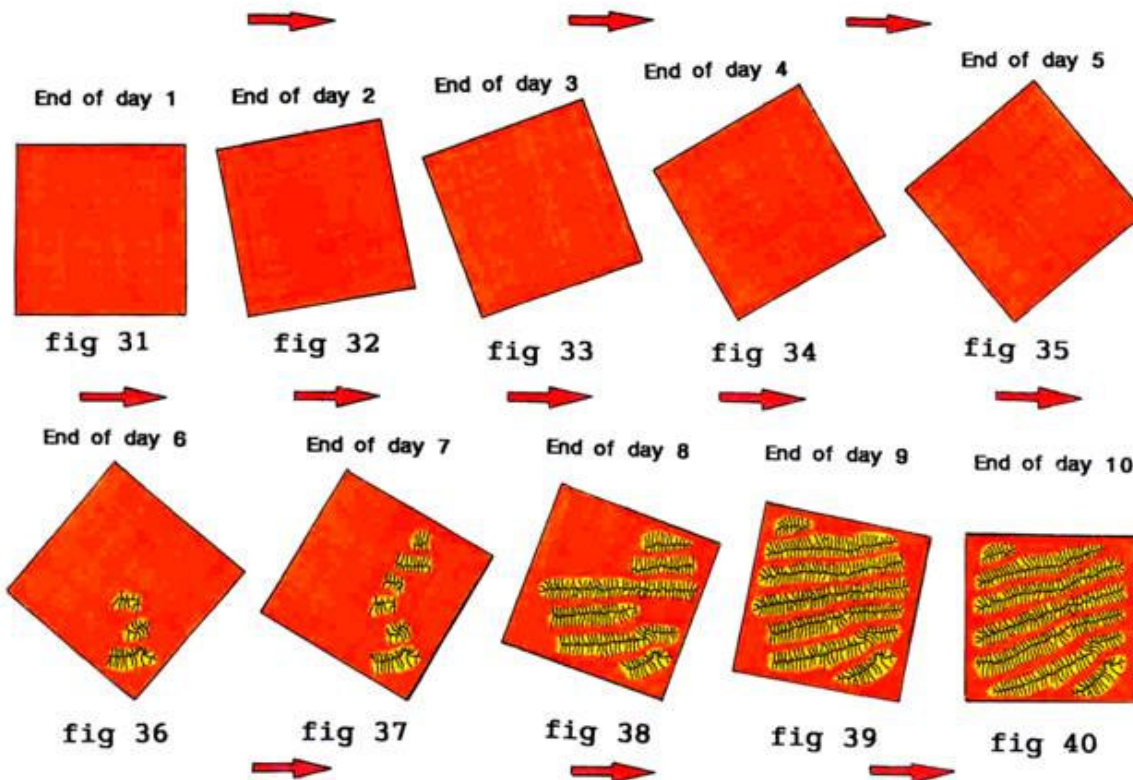 End of day 1
End of day 2
End of day 3
End of day 4
End of day 5
fig 31
fig 32
fig 33
fig 34
fig 35
End of day 6
End of day 7
End of day 8
End of day 9
End of day 10
fig 36
fig 37
fig 38
fig 39
fig 40